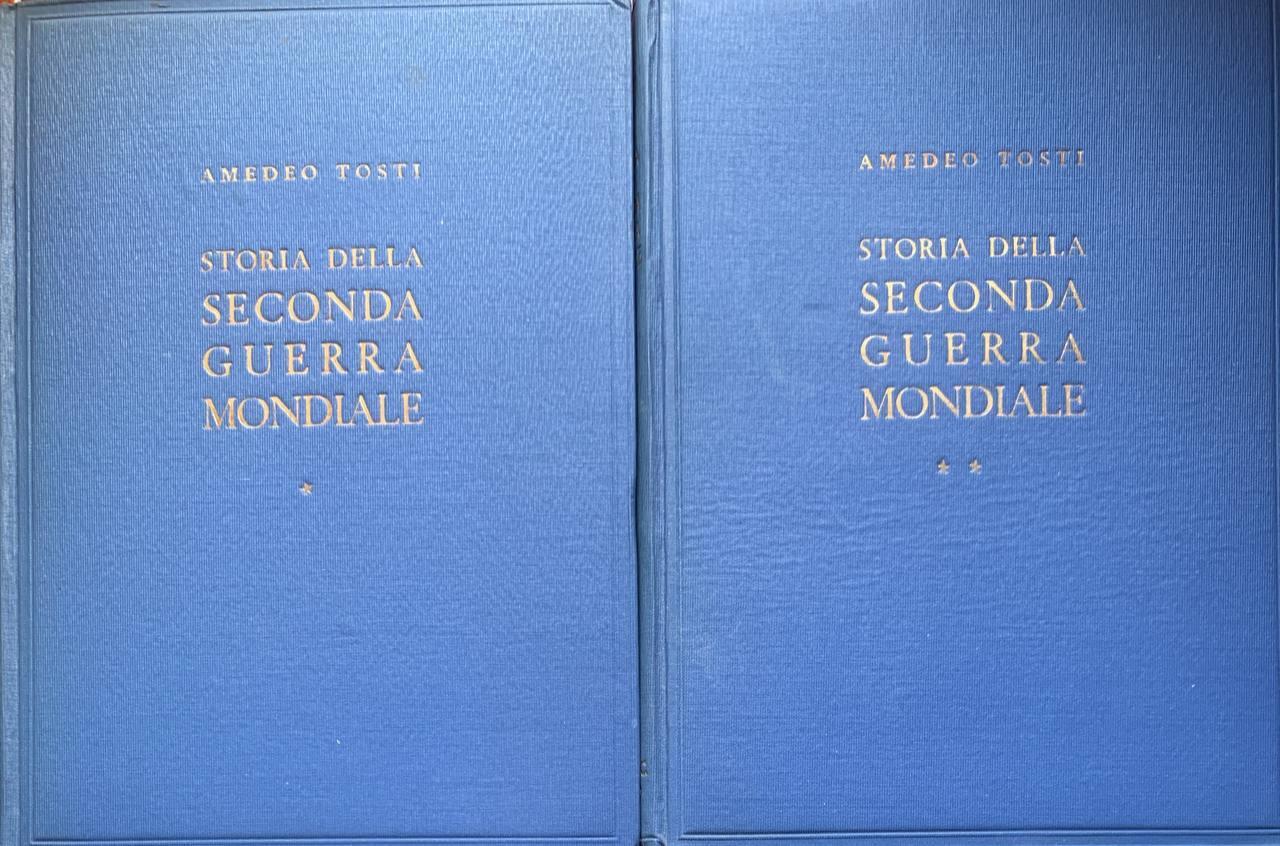 AMEDEO TOSTI
STORIA DELLA
SECONDA
GUERRA
MONDIALE
*
AMEDEO TOSTI
STORIA DELLA
SECONDA
GUERRA
MONDIALE
* *